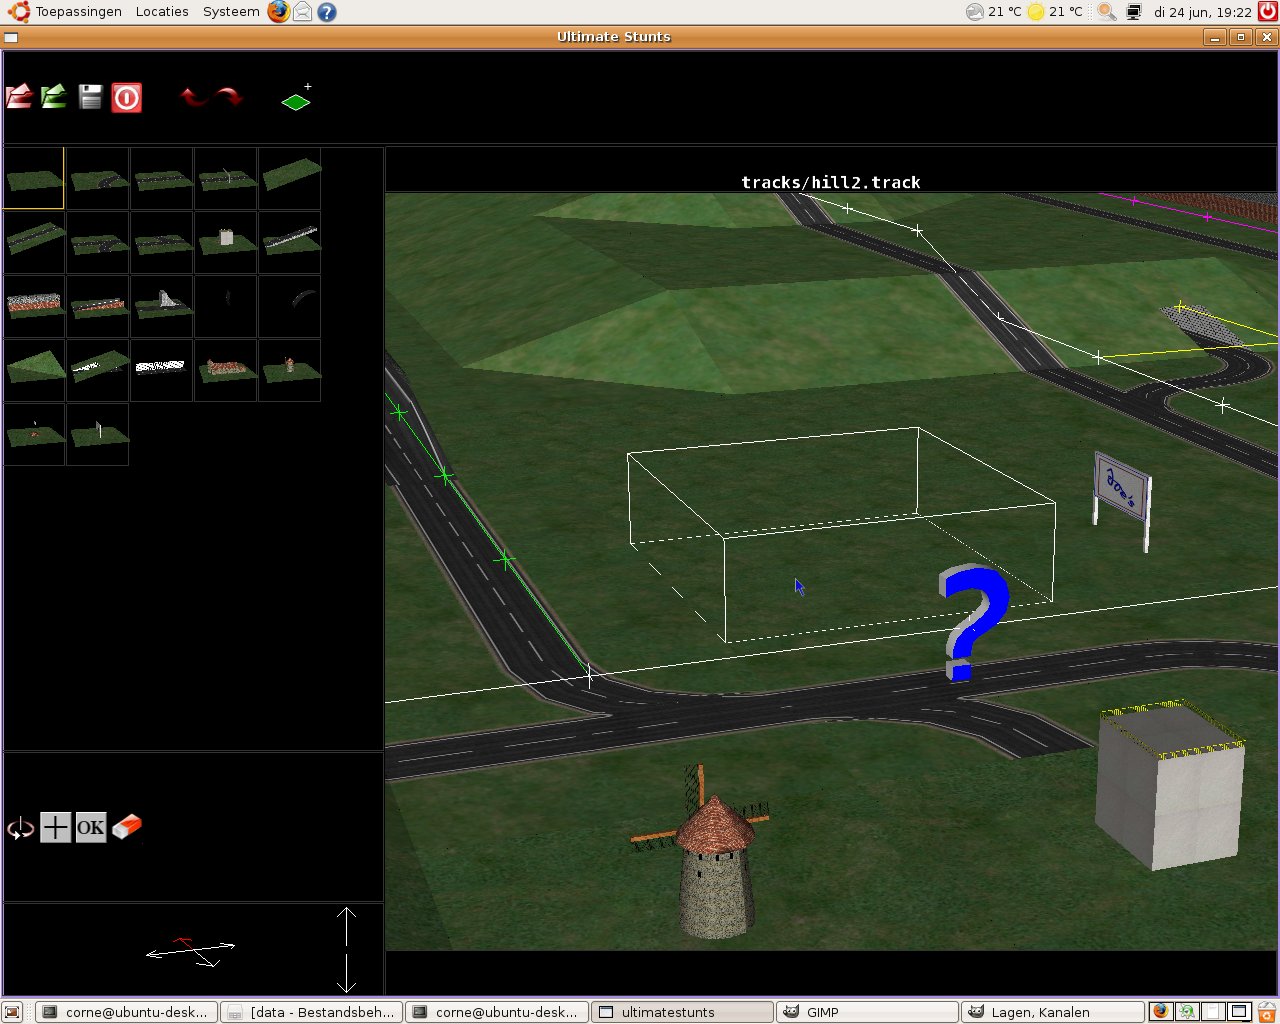 Toepassingen Locaties Systeem ? 21 °C 21 °C di 24 jun, 19:22
Ultimate Stunts
tracks/hill2.track
Joe's
?
OK
corne@ubuntu-desk... [data - Bestandsbeh... corne@ubuntu-desk... ultimatestunts GIMP Lagen, Kanalen